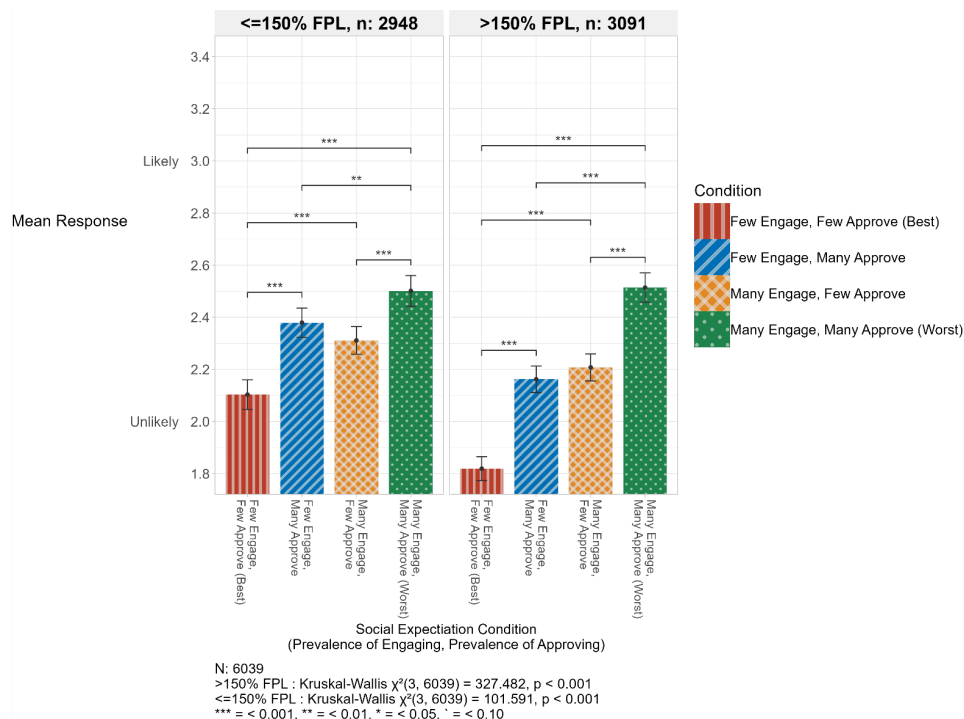 <=150% FPL, n: 2948
>150% FPL, n: 3091
3.4
3.2
Likely 3.0
2.8
Mean Response
2.6
2.4
2.2
Unlikely 2.0
1.8
***
**
***
***
***
***
***
***
***
***
Condition
Few Engage, Few Approve (Best)
Few Engage, Many Approve
Many Engage, Few Approve
Many Engage, Many Approve (Worst)
Few Engage,
Few Approve (Best)
Few Engage,
Many Approve
Many Engage,
Few Approve
Many Engage,
Many Approve (Worst)
Few Engage,
Few Approve (Best)
Few Engage,
Many Approve
Many Engage,
Few Approve
Many Engage,
Many Approve (Worst)
Social Expectiation Condition
(Prevalence of Engaging, Prevalence of Approving)
N: 6039
>150% FPL : Kruskal-Wallis χ²(3, 6039) = 327.482, p < 0.001
<=150% FPL : Kruskal-Wallis χ²(3, 6039) = 101.591, p < 0.001
*** = < 0.001, ** = < 0.01, * = < 0.05, ` = < 0.10